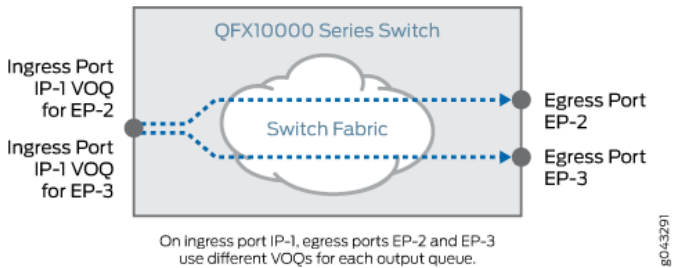 QFX10000 Series Switch
Ingress Port
IP-1 VOQ
for EP-2
Ingress Port
IP-1 VOQ
for EP-3
Switch Fabric
Egress Port
EP-2
Egress Port
EP-3
On ingress port IP-1, egress ports EP-2 and EP-3
use different VOQs for each output queue.
g043291